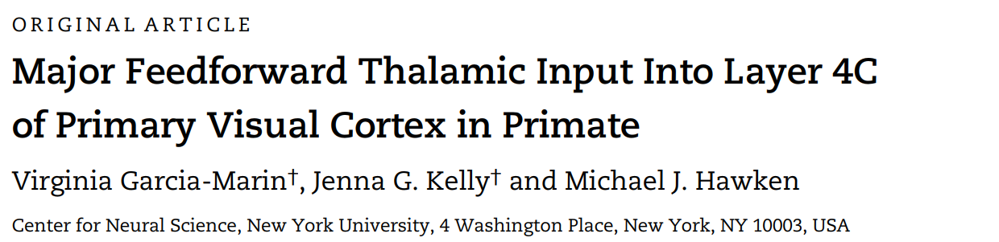 ORIGINAL ARTICLE
Major Feedforward Thalamic Input Into Layer 4C
of Primary Visual Cortex in Primate
Virginia Garcia-Marin†, Jenna G. Kelly† and Michael J. Hawken
Center for Neural Science, New York University, 4 Washington Place, New York, NY 10003, USA